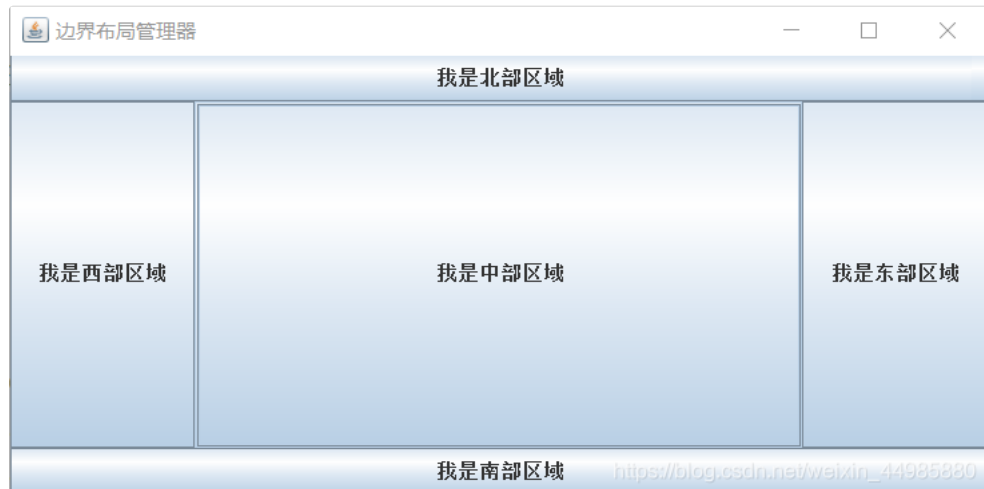 边界布局管理器
我是北部区域
我是西部区域
我是中部区域
我是东部区域
我是南部区域
https://blog.csdn.net/weixin_44985880